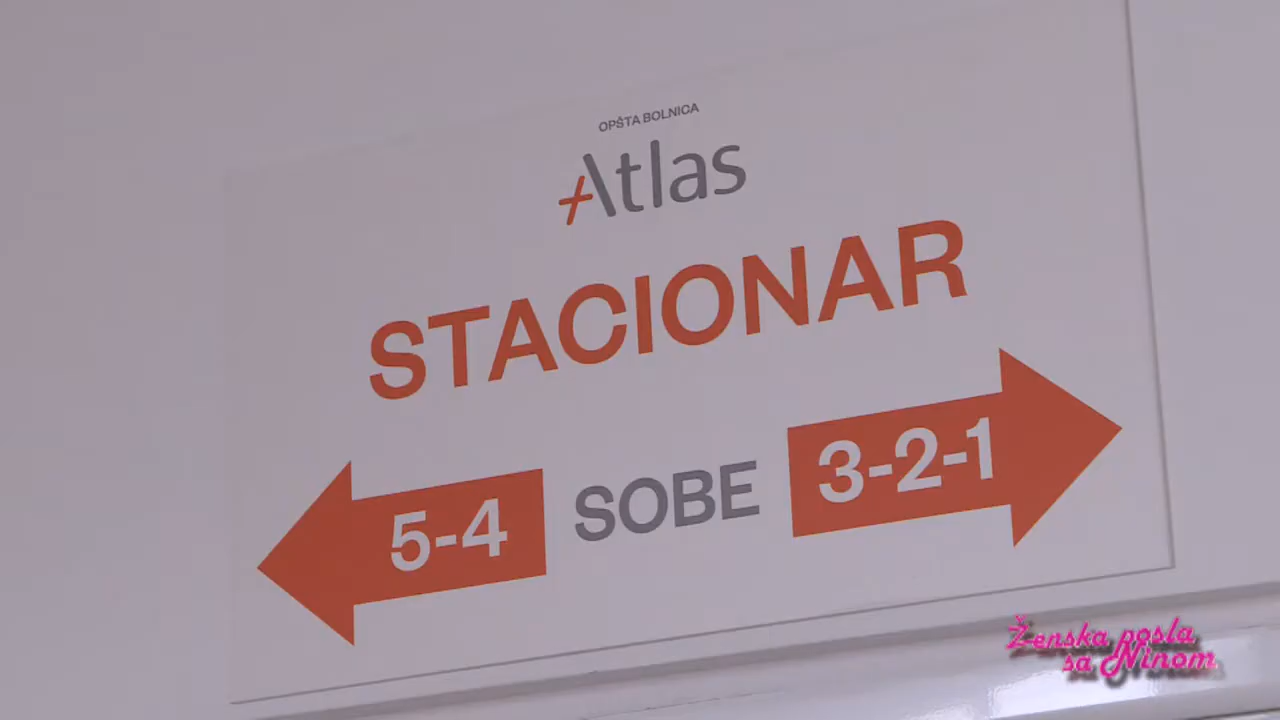 OPŠTA BOLNICA
Atlas
STACIONAR
5-4 SOBE 3-2-1
Ženska posla
sa Ninom